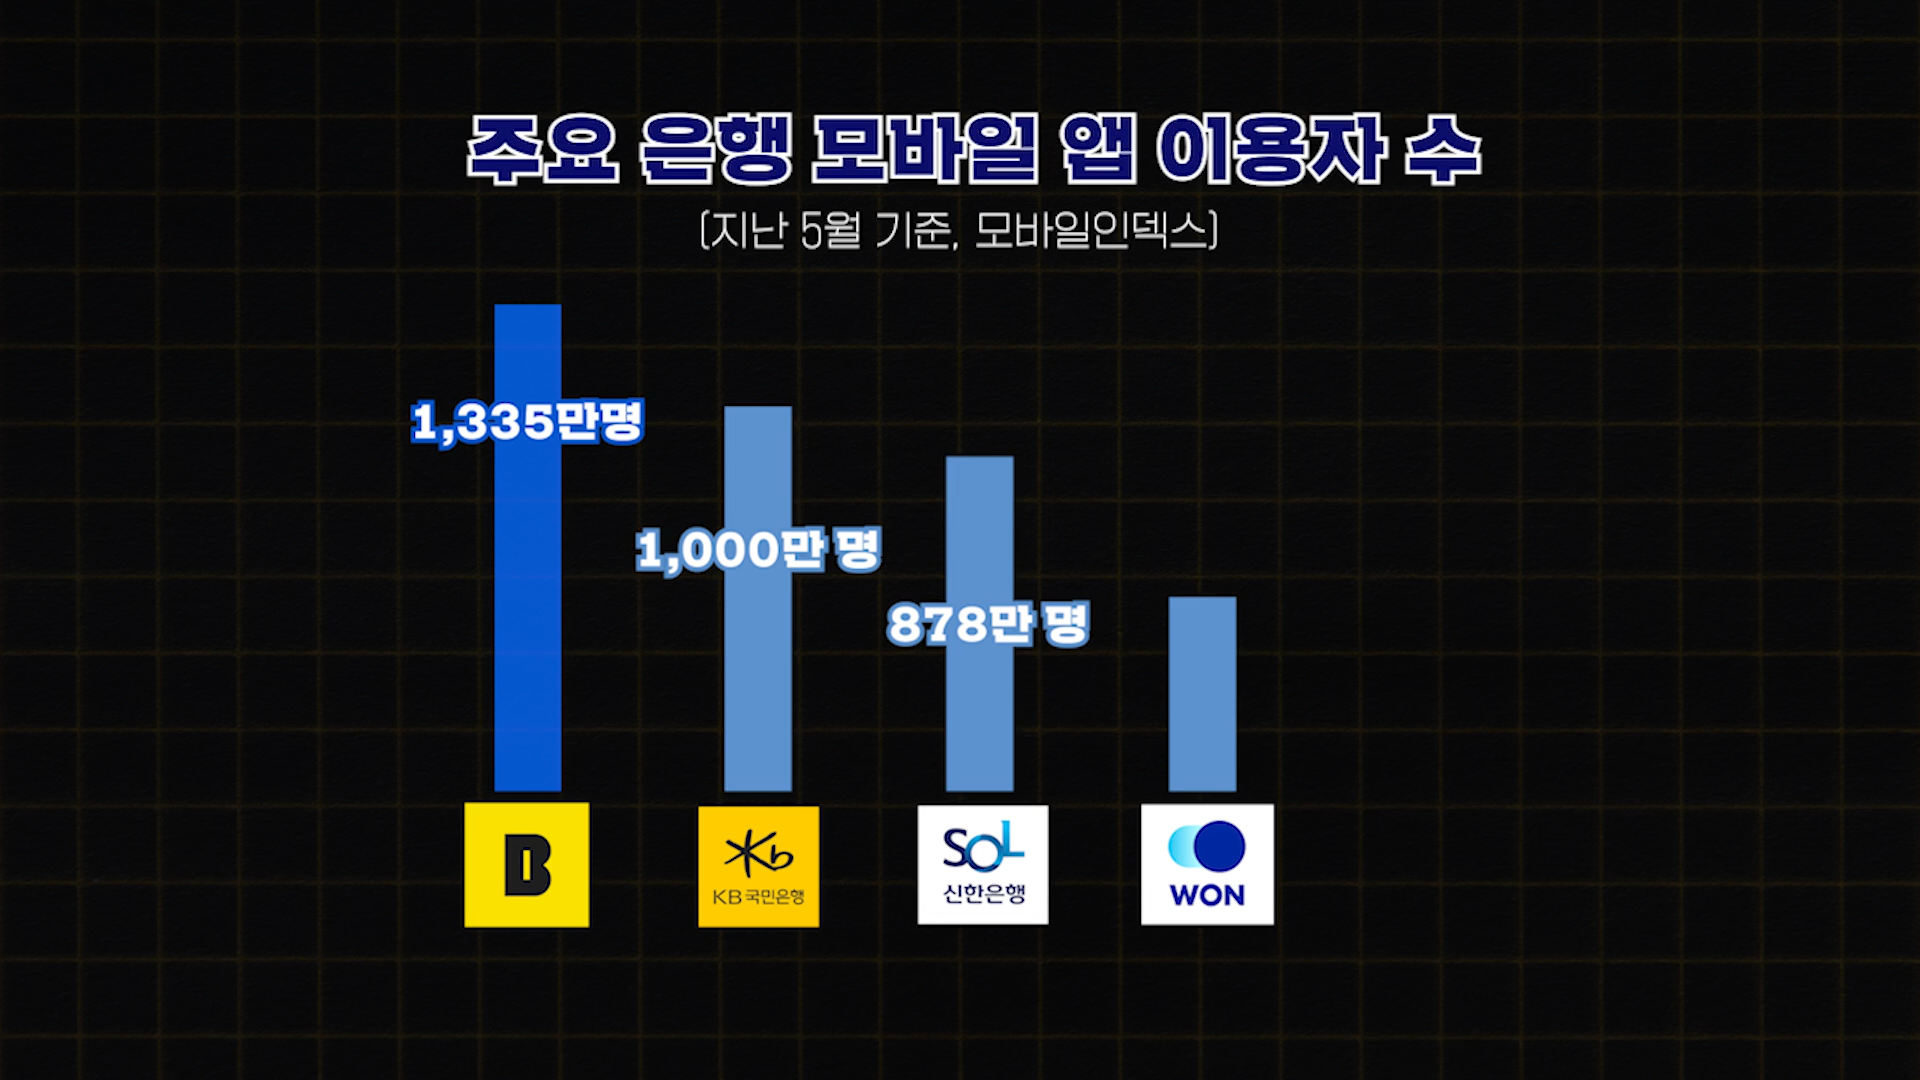 주요 은행 모바일 앱 이용자 수
(지난 5월 기준, 모바일인덱스)
1,335만명
1,000만 명
878만 명
B
Kb
KB국민은행
SOL
신한은행
WON